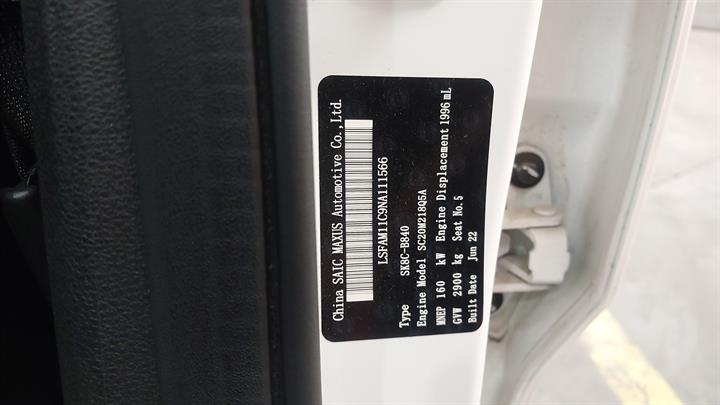 China SAIC MAXUS Automotive Co.,Ltd.
LSFAM11C9NA111566
Type SK8C-B840
Engine Model SC20M218Q5A
MNEP 160 kW Engine Displacement 1996 mL
GVW 2900 kg Seat No.5
Built Date Jun 22